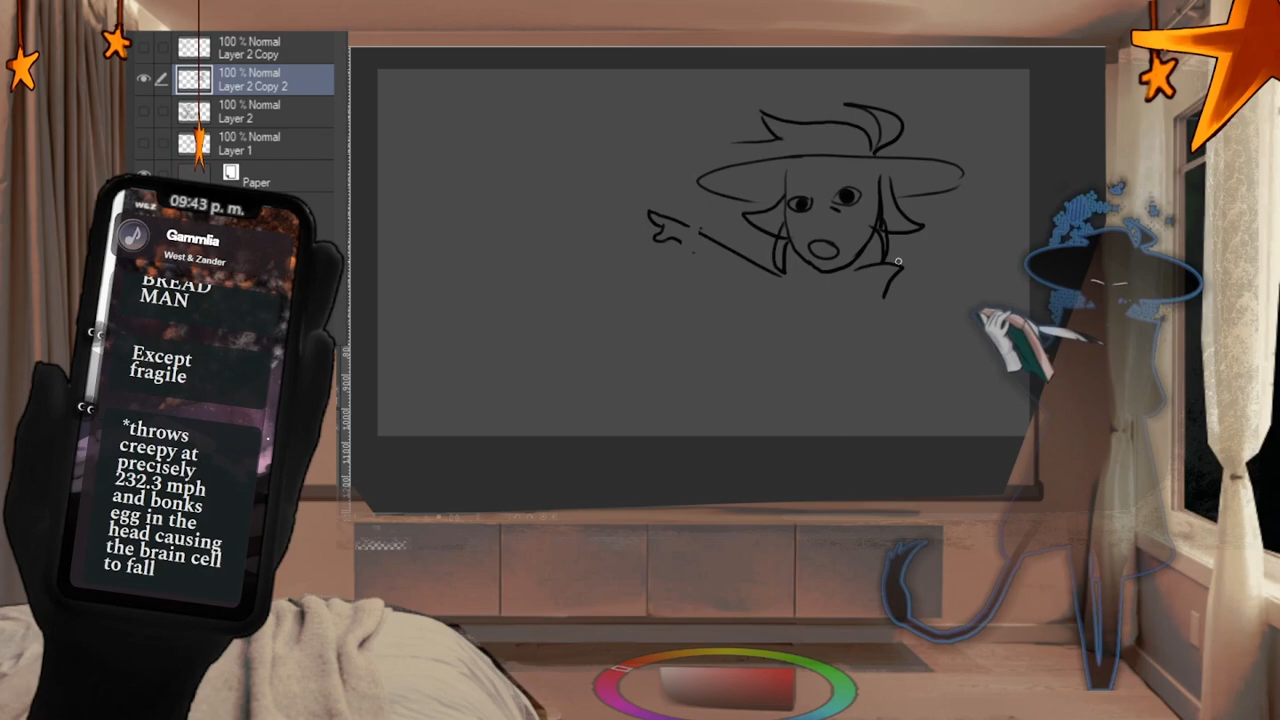 100 % Normal
Layer 2 Copy
100 % Normal
Layer 2 Copy 2
100 % Normal
Layer 2
100 % Normal
Layer 1
Paper
W&Z 09:43 p. m.
Gammlia
West & Zander
BREAD
MAN
Except
fragile
*throws
creepy at
precisely
232.3 mph
and bonks
egg in the
head causing
the brain cell
to fall